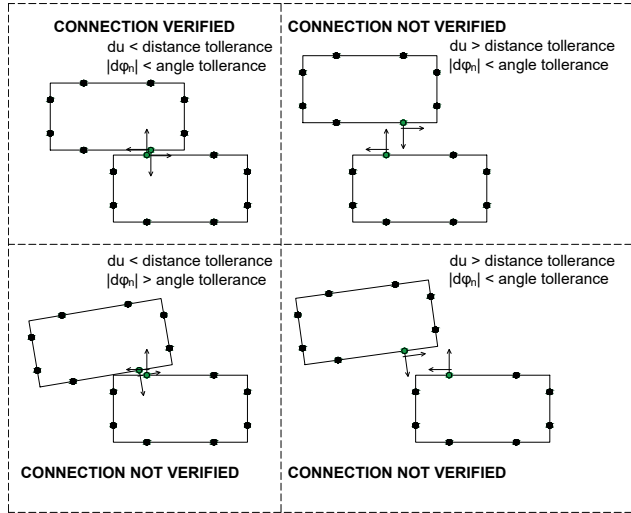 CONNECTION VERIFIED
du < distance tollerance
|dφₙ| < angle tollerance
CONNECTION NOT VERIFIED
du > distance tollerance
|dφₙ| < angle tollerance
du < distance tollerance
|dφₙ| > angle tollerance
CONNECTION NOT VERIFIED
du > distance tollerance
|dφₙ| < angle tollerance
CONNECTION NOT VERIFIED